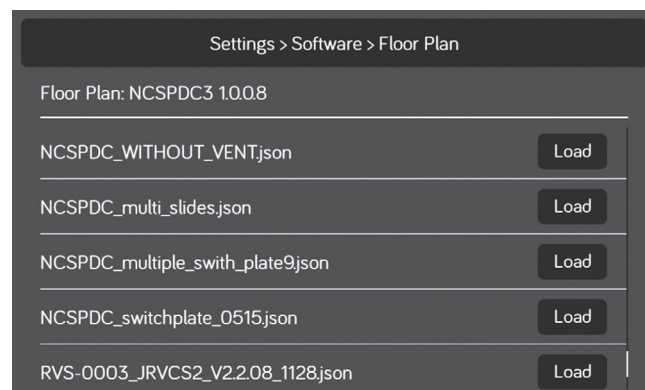 Settings > Software > Floor Plan
Floor Plan: NCSPDC3 1.0.0.8
NCSPDC_WITHOUT_VENT.json Load
NCSPDC_multi_slides.json Load
NCSPDC_multiple_swith_plate9.json Load
NCSPDC_switchplate_0515.json Load
RVS-0003_JRVCS2_V2.2.08_1128.json Load